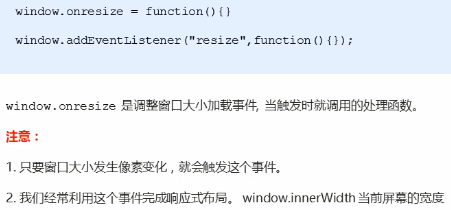 window.onresize = function(){}
window.addEventListener("resize",function(){});
window.onresize 是调整窗口大小加载事件, 当触发时就调用的处理函数。
注意：
1. 只要窗口大小发生像素变化，就会触发这个事件。
2. 我们经常利用这个事件完成响应式布局。 window.innerWidth 当前屏幕的宽度